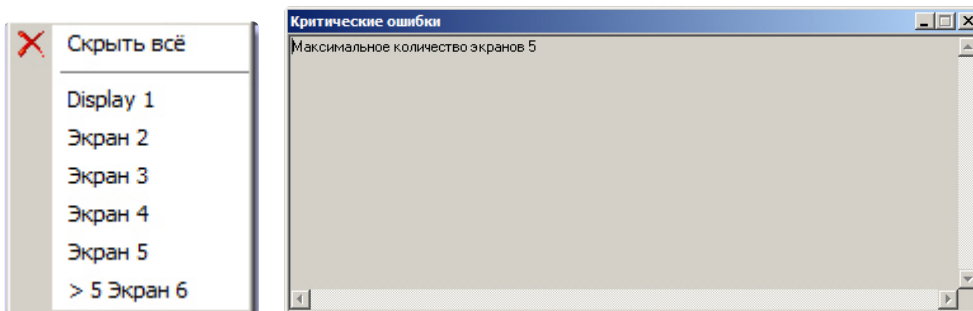 Скрыть всё
Display 1
Экран 2
Экран 3
Экран 4
Экран 5
> 5 Экран 6
Критические ошибки
Максимальное количество экранов 5